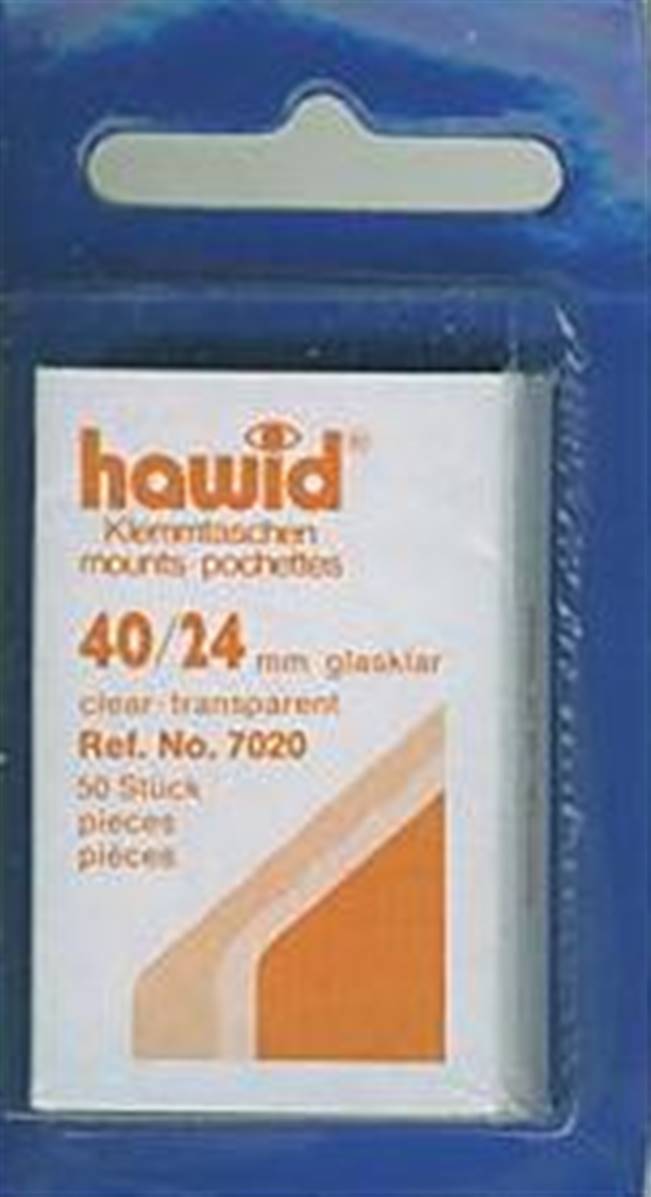 hawid®
Klemmtaschen
mounts pochettes
40/24 mm glasklar
clear-transparent
Ref. No. 7020
50 Stück
pieces
pièces